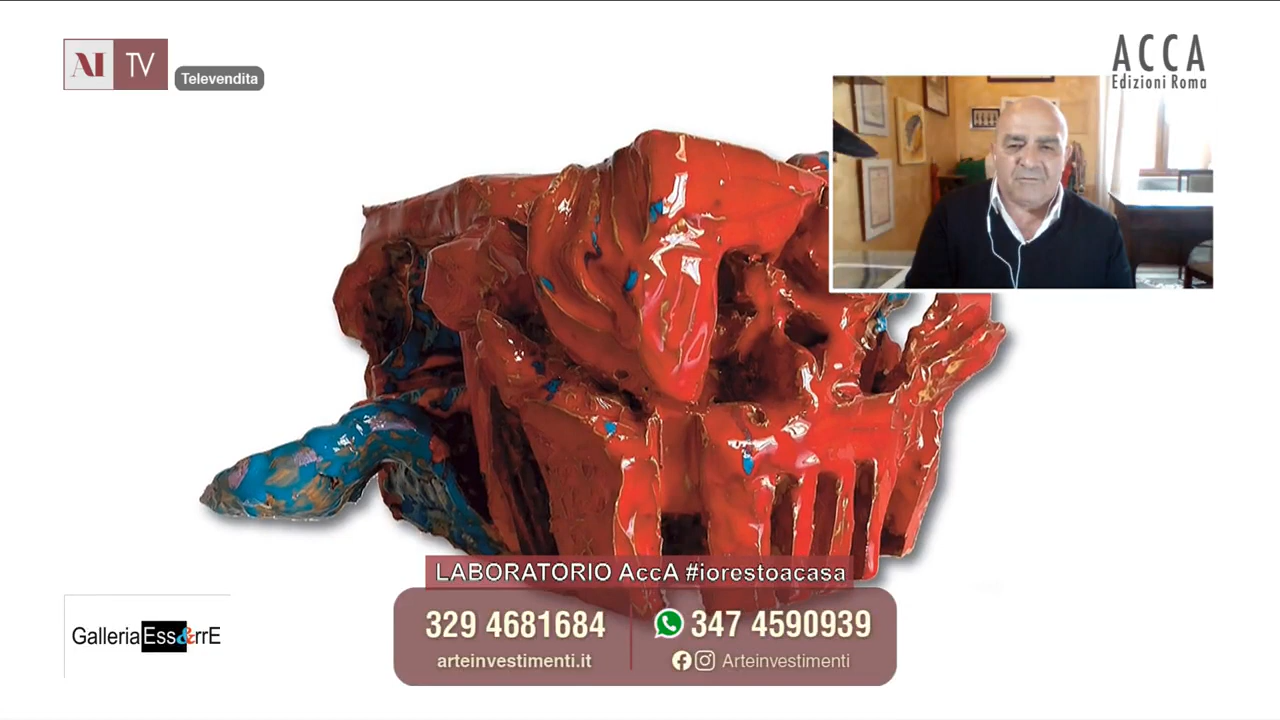 AI TV
Televendita
ACCA
Edizioni Roma
LABORATORIO AccA #iorestoacasa
329 4681684
347 4590939
arteinvestimenti.it
Arteinvestimenti
GalleriaEss&rrE